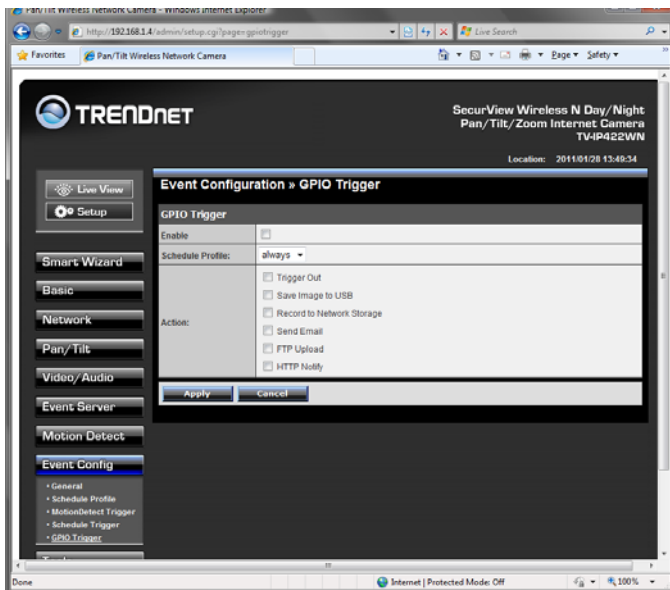 Pan/Tilt Wireless Network Camera - Windows Internet Explorer
http://192.168.1.4/admin/setup.cgi?page=gpiotrigger
Live Search
Favorites
Pan/Tilt Wireless Network Camera
Page
Safety
TRENDNET
SecurView Wireless N Day/Night
Pan/Tilt/Zoom Internet Camera
TV-IP422WN
Location: 2011/01/28 13:49:34
Live View
Setup
Event Configuration » GPIO Trigger
GPIO Trigger
Enable
Schedule Profile: always
Action:
Trigger Out
Save Image to USB
Record to Network Storage
Send Email
FTP Upload
HTTP Notify
Apply
Cancel
Smart Wizard
Basic
Network
Pan/Tilt
Video/Audio
Event Server
Motion Detect
Event Config
• General
• Schedule Profile
• MotionDetect Trigger
• Schedule Trigger
• GPIO Trigger
Done
Internet | Protected Mode: Off
100%